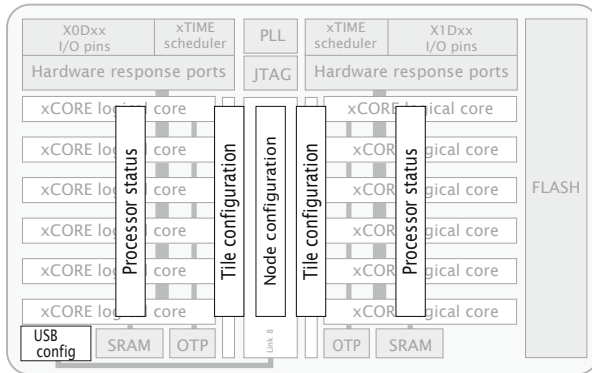 X0Dxx
I/O pins
xTIME
scheduler
PLL
xTIME
scheduler
X1Dxx
I/O pins
Hardware response ports
JTAG
Hardware response ports
FLASH
xCORE logical core
xCORE logical core
xCORE logical core
xCORE logical core
xCORE logical core
xCORE logical core
xCORE logical core
xCORE logical core
xCORE logical core
xCORE logical core
xCORE logical core
xCORE logical core
Processor status
Tile configuration
Node configuration
Tile configuration
Processor status
USB
config
SRAM
OTP
Link 8
OTP
SRAM